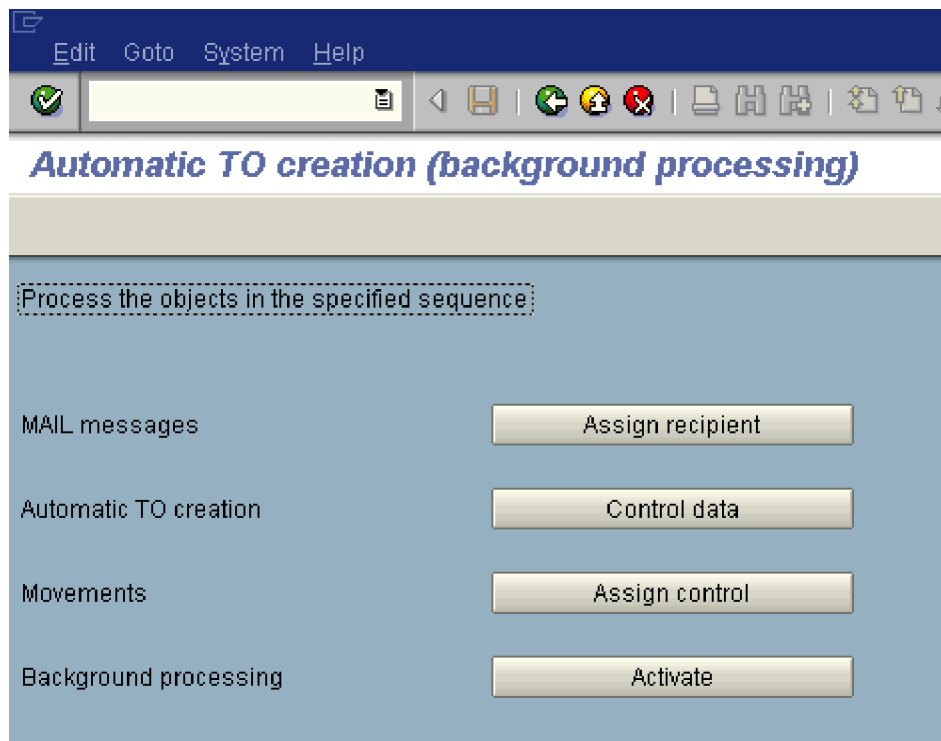 Edit Goto System Help
Automatic TO creation (background processing)
Process the objects in the specified sequence
MAIL messages Assign recipient
Automatic TO creation Control data
Movements Assign control
Background processing Activate